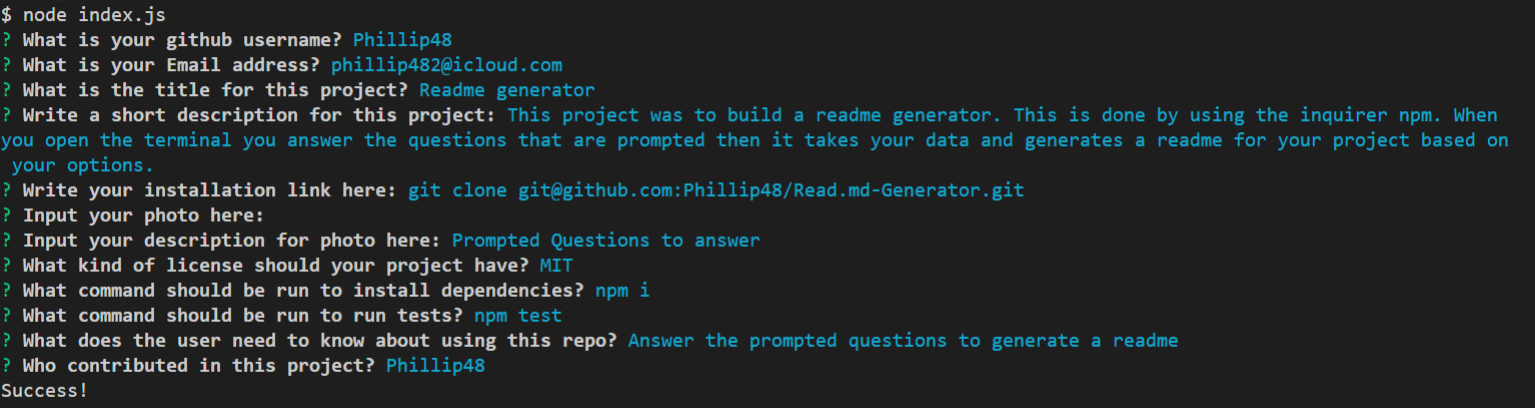 $ node index.js
? What is your github username? Phillip48
? What is your Email address? phillip482@icloud.com
? What is the title for this project? Readme generator
? Write a short description for this project: This project was to build a readme generator. This is done by using the inquirer npm. When
you open the terminal you answer the questions that are prompted then it takes your data and generates a readme for your project based on
your options.
? Write your installation link here: git clone git@github.com:Phillip48/Read.md-Generator.git
? Input your photo here:
? Input your description for photo here: Prompted Questions to answer
? What kind of license should your project have? MIT
? What command should be run to install dependencies? npm i
? What command should be run to run tests? npm test
? What does the user need to know about using this repo? Answer the prompted questions to generate a readme
? Who contributed in this project? Phillip48
Success!